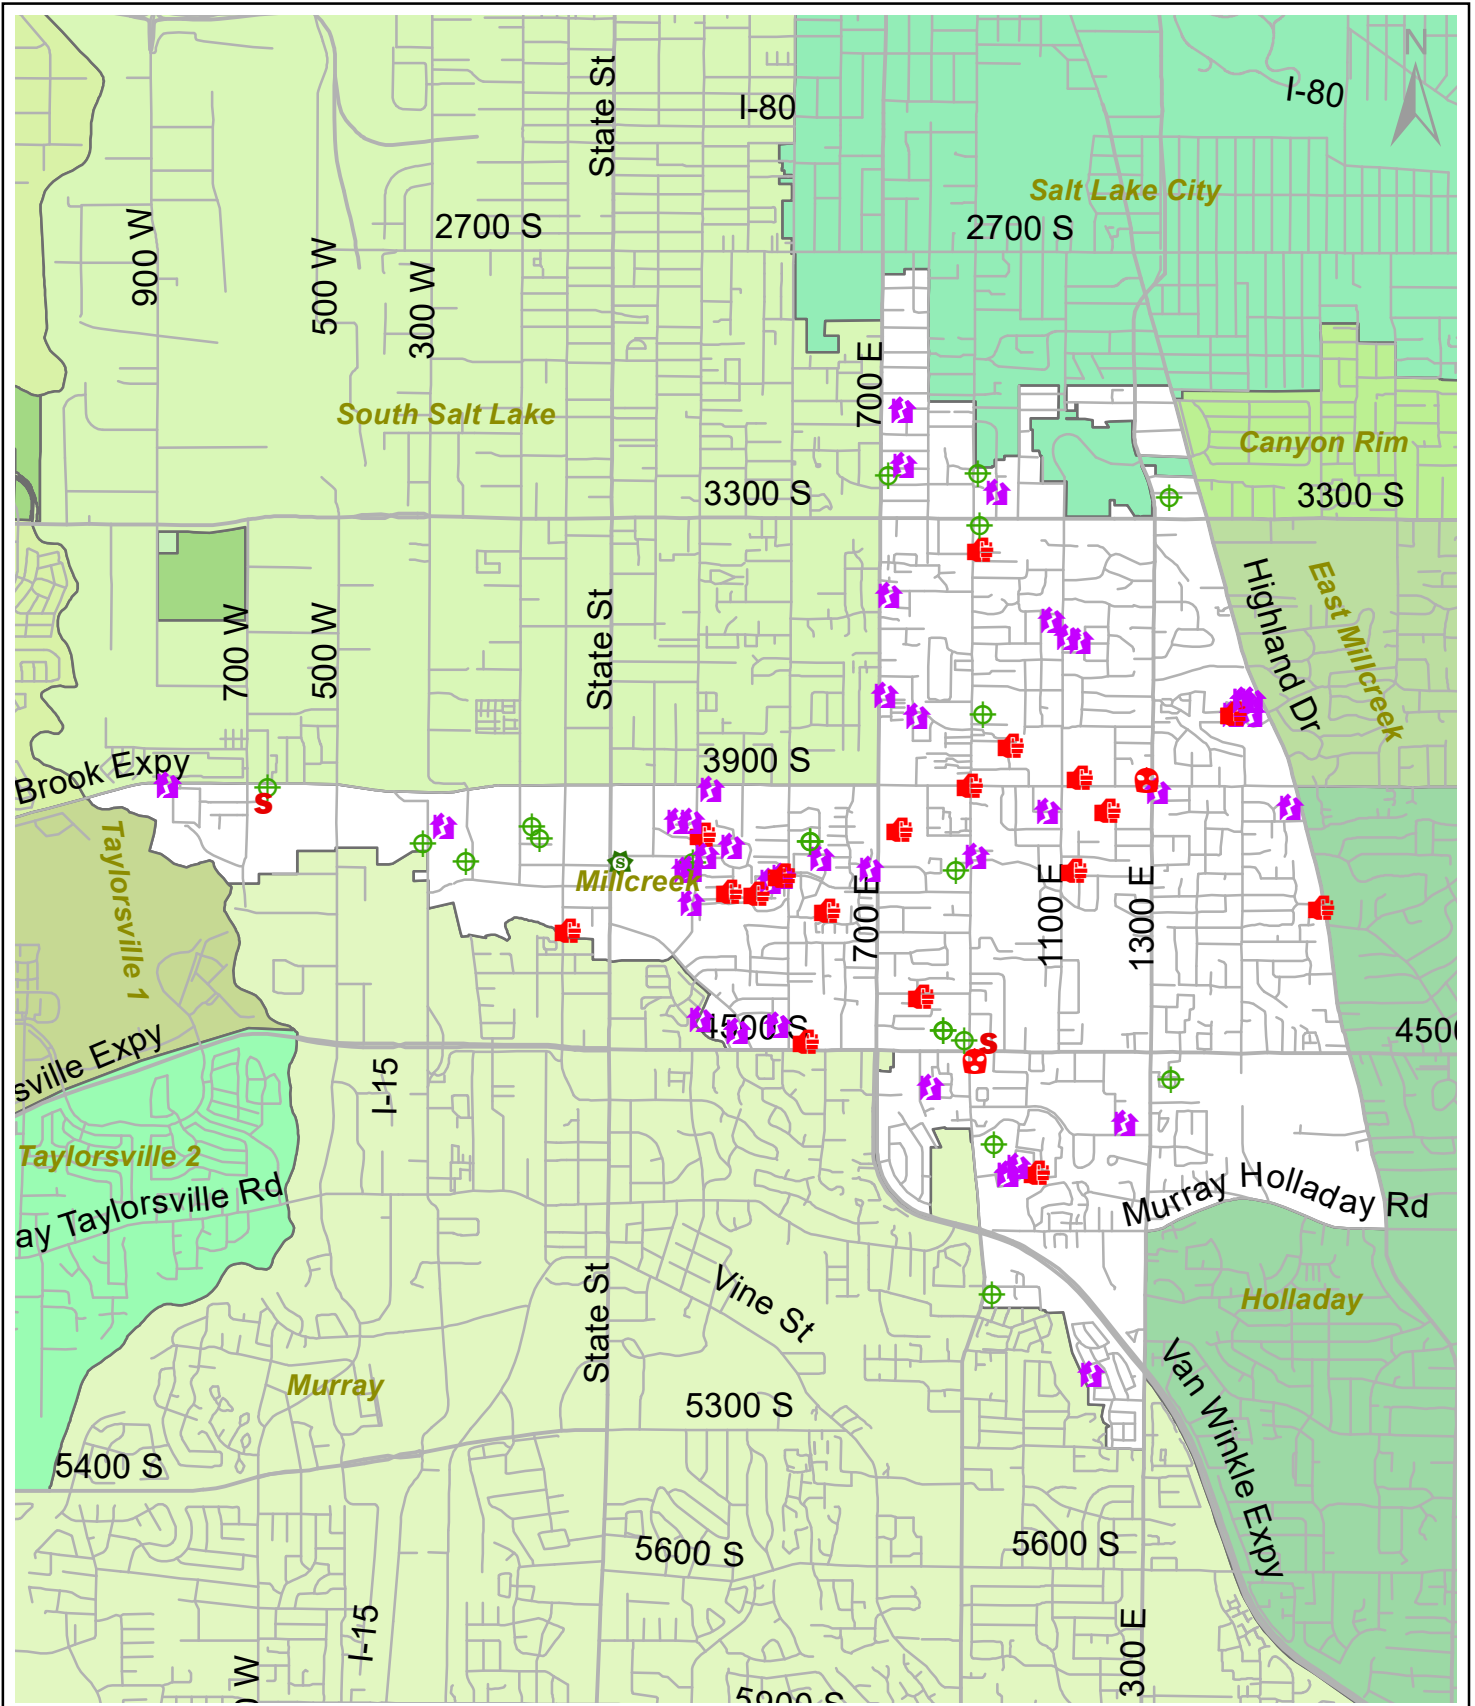 N
I-80
I-80
State St
Salt Lake City
2700 S
2700 S
900 W
500 W
300 W
700 E
South Salt Lake
Canyon Rim
3300 S
3300 S
Highland Dr
East Millcreek
State St
700 W
500 W
3900 S
Brook Expy
S
S
Millcreek
Taylorsville 1
700 E
1100 E
1300 E
4500 S
4500
S
sville Expy
I-15
Taylorsville 2
ay Taylorsville Rd
Murray Holladay Rd
State St
Vine St
Holladay
Murray
Van Winkle Expy
5300 S
5400 S
5600 S
5600 S
I-15
300 E
0 W
5900 S